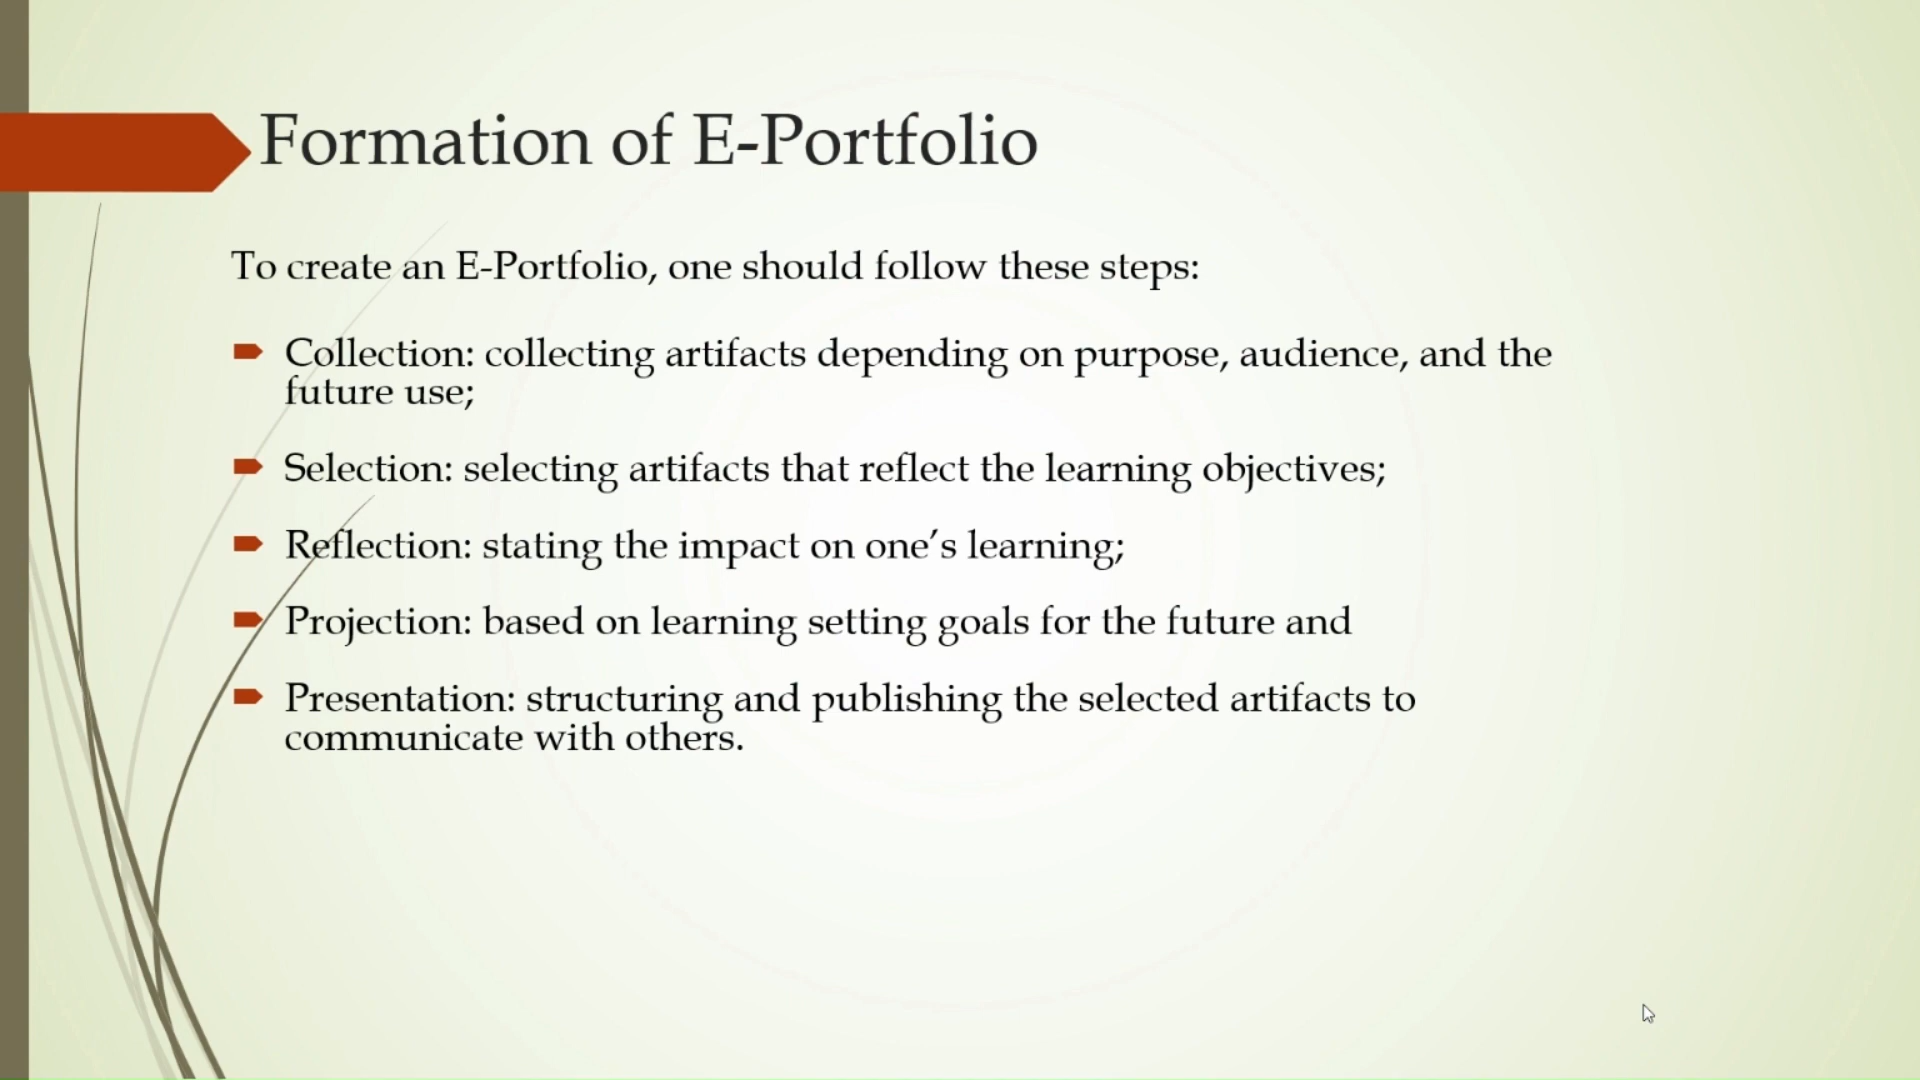 Formation of E-Portfolio
To create an E-Portfolio, one should follow these steps:
Collection: collecting artifacts depending on purpose, audience, and the
future use;
Selection: selecting artifacts that reflect the learning objectives;
Reflection: stating the impact on one’s learning;
Projection: based on learning setting goals for the future and
Presentation: structuring and publishing the selected artifacts to
communicate with others.